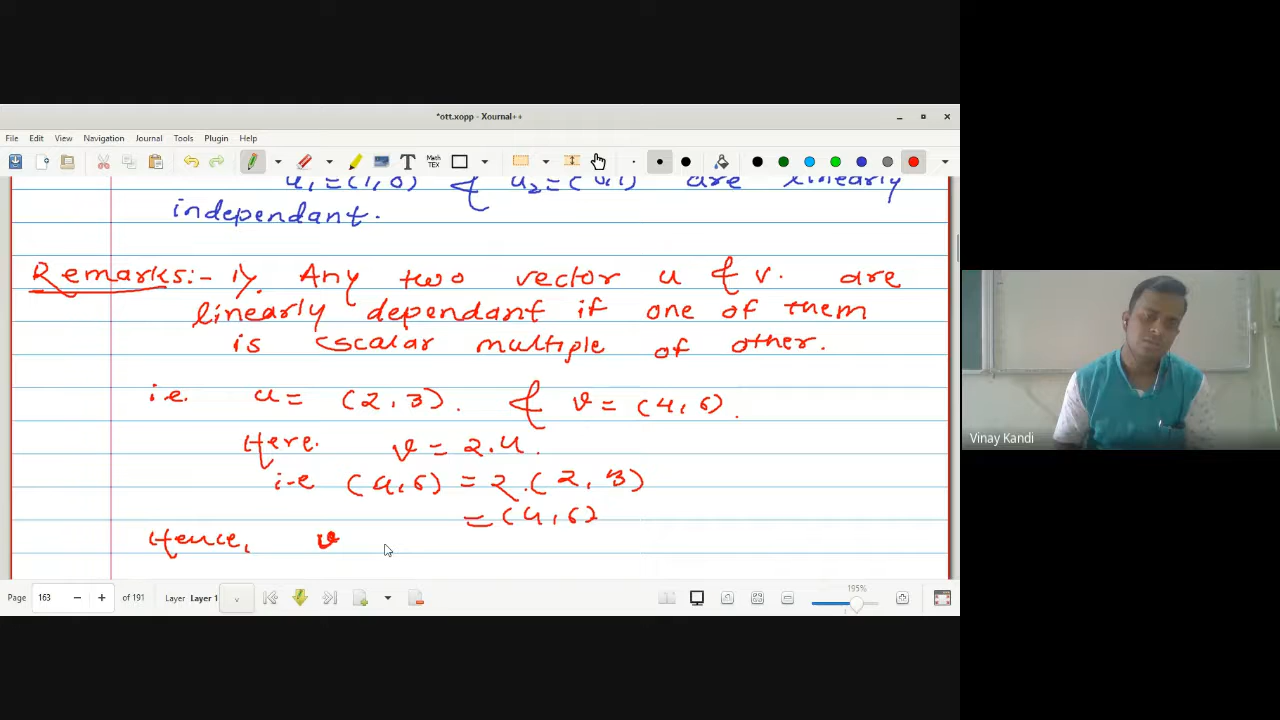 *ott.xopp - Xournal++
File Edit View Navigation Journal Tools Plugin Help
u₁=(1,0) & u₂=(0,1) are linearly
independant.
Remarks:- 1). Any two vector u & v. are
linearly dependant if one of them
is scalar multiple of other.
i.e. u= (2,3). & v=(4,6).
Here. v=2.u.
i.e (4,6) = 2.(2,3)
=(4,6)
Hence, v
Page 163 of 191 Layer Layer 1 195%
Vinay Kandi